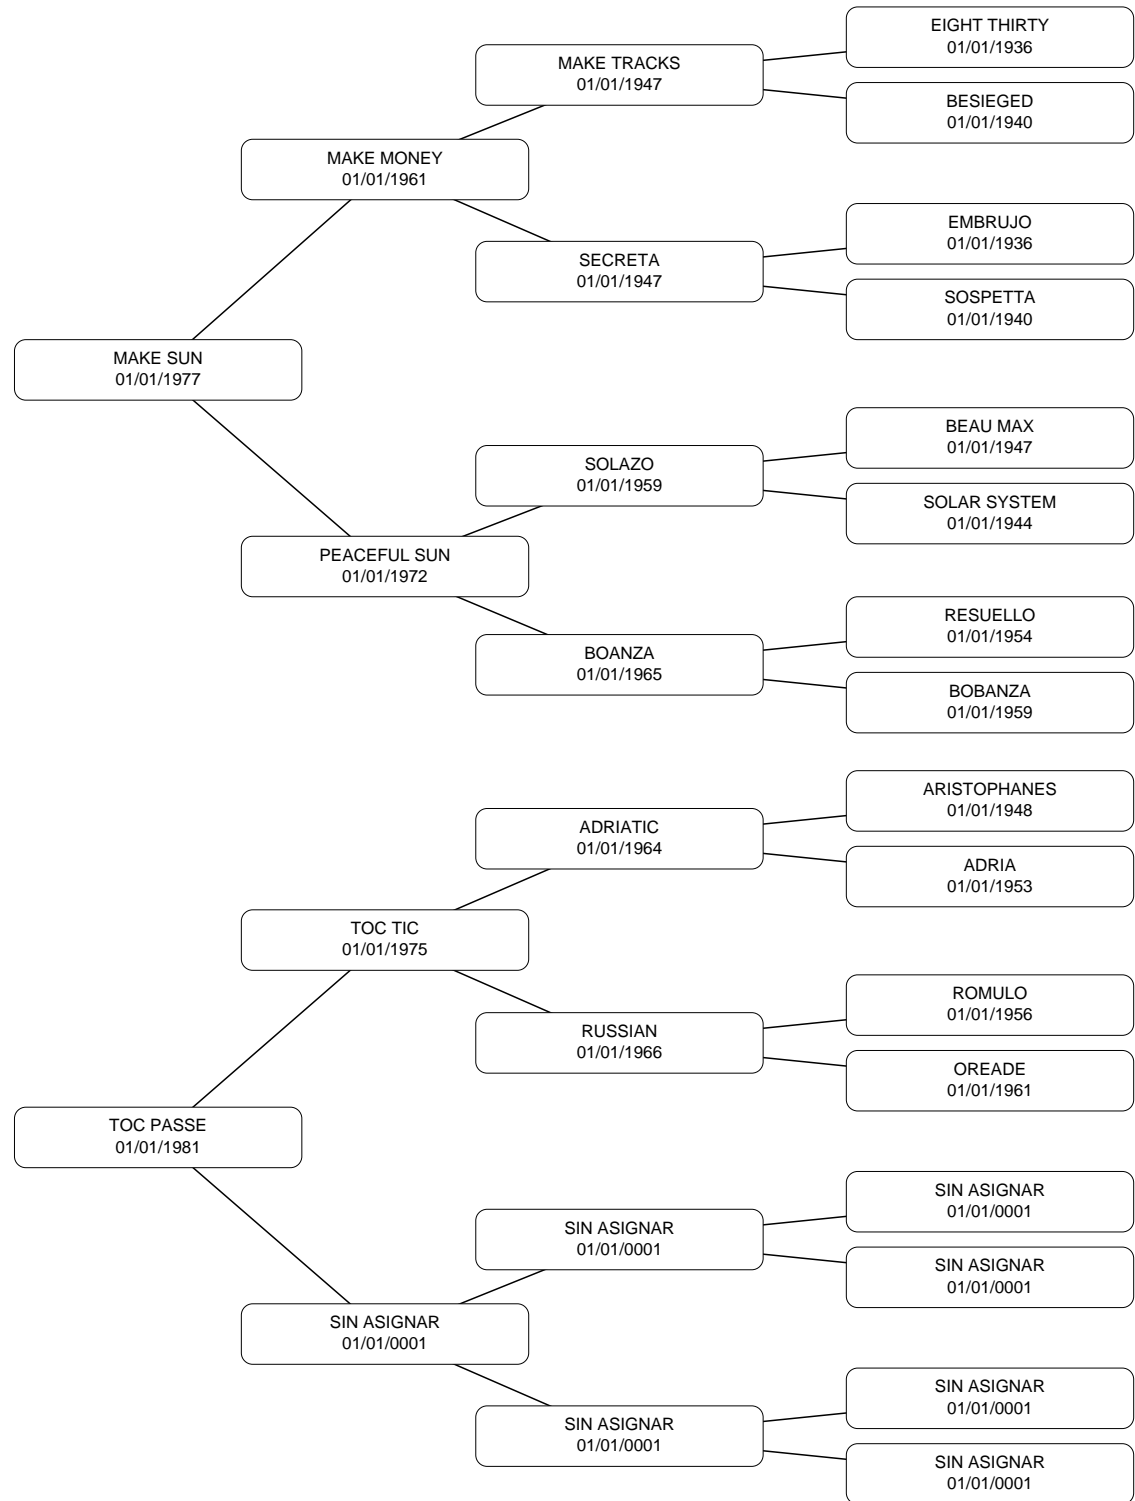 EIGHT THIRTY
01/01/1936
MAKE TRACKS
01/01/1947
BESIEGED
01/01/1940
MAKE MONEY
01/01/1961
EMBRUJO
01/01/1936
SECRETA
01/01/1947
SOSPETTA
01/01/1940
MAKE SUN
01/01/1977
BEAU MAX
01/01/1947
SOLAZO
01/01/1959
SOLAR SYSTEM
01/01/1944
PEACEFUL SUN
01/01/1972
RESUELLO
01/01/1954
BOANZA
01/01/1965
BOBANZA
01/01/1959
ARISTOPHANES
01/01/1948
ADRIATIC
01/01/1964
ADRIA
01/01/1953
TOC TIC
01/01/1975
ROMULO
01/01/1956
RUSSIAN
01/01/1966
OREADE
01/01/1961
TOC PASSE
01/01/1981
SIN ASIGNAR
01/01/0001
SIN ASIGNAR
01/01/0001
SIN ASIGNAR
01/01/0001
SIN ASIGNAR
01/01/0001
SIN ASIGNAR
01/01/0001
SIN ASIGNAR
01/01/0001
SIN ASIGNAR
01/01/0001